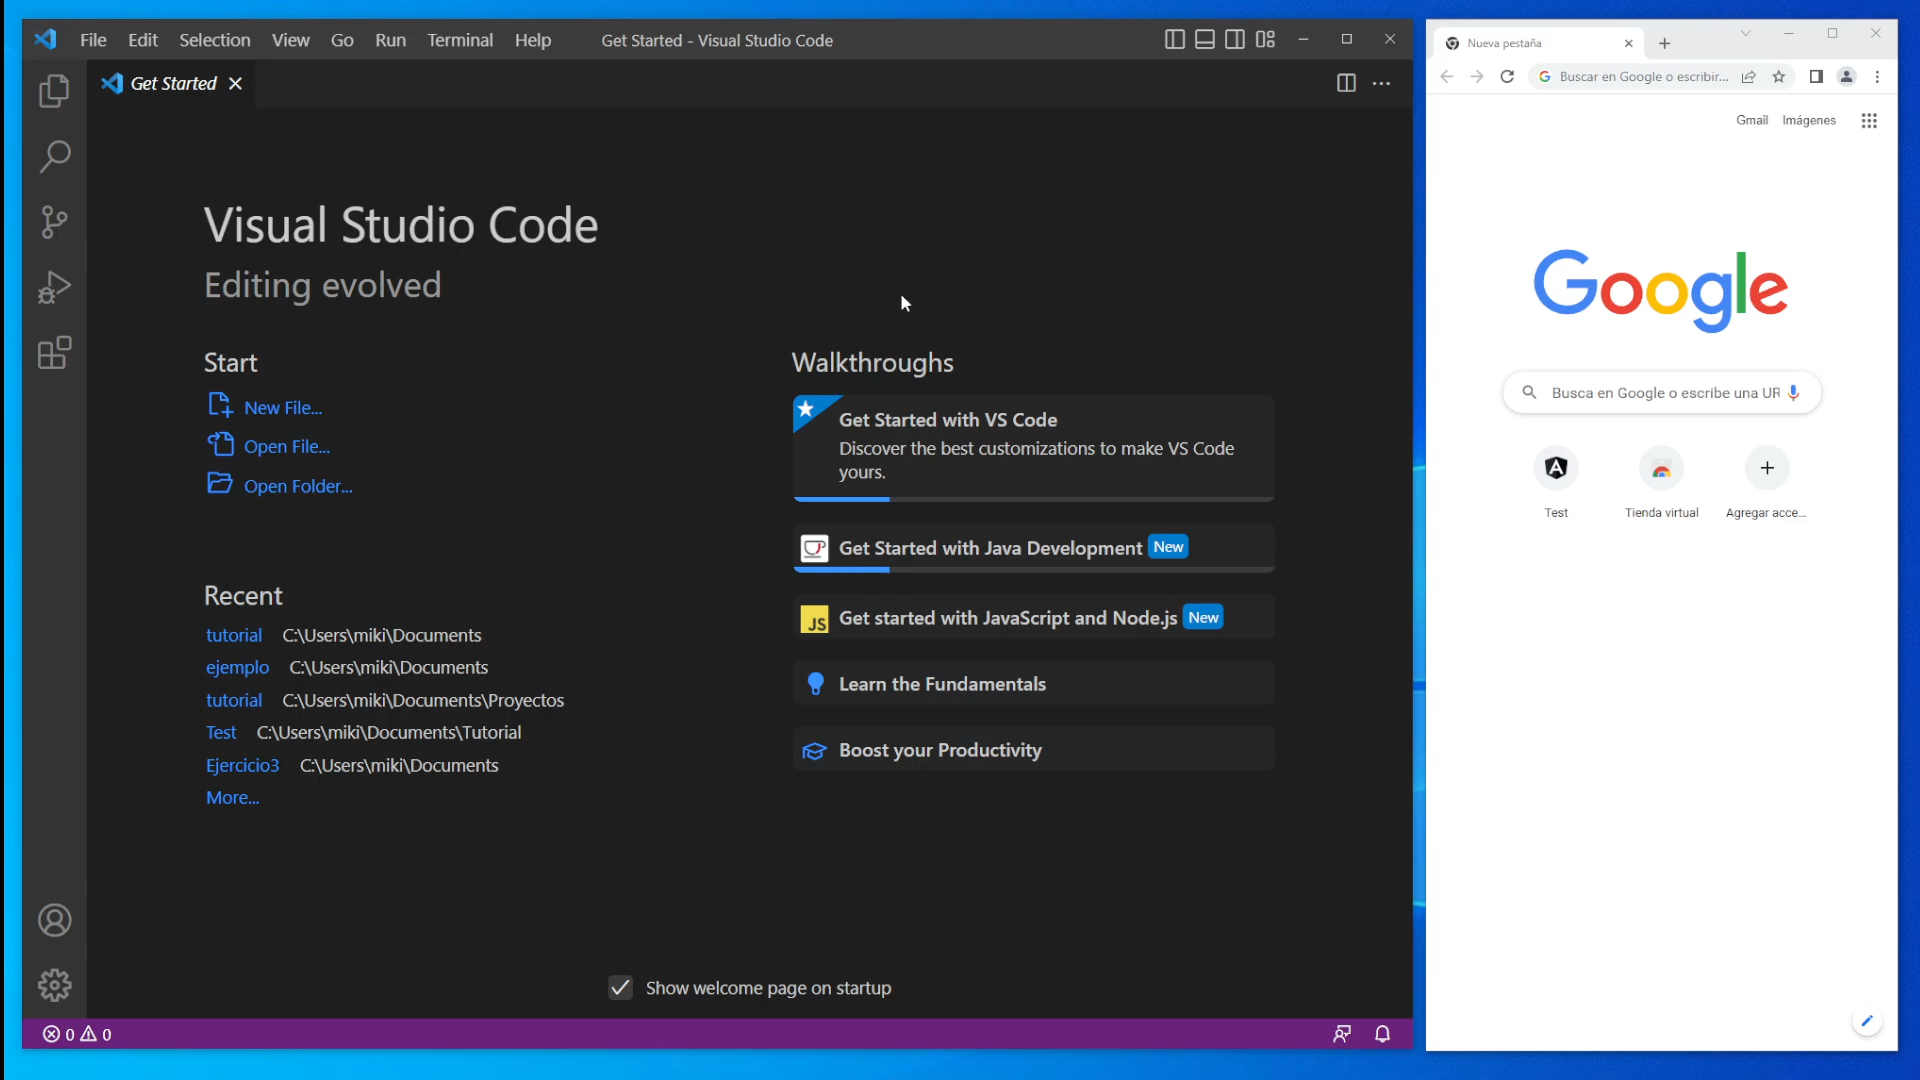 File Edit Selection View Go Run Terminal Help Get Started - Visual Studio Code
Get Started
Visual Studio Code
Editing evolved
Start
New File...
Open File...
Open Folder...
Recent
tutorial C:\Users\miki\Documents
ejemplo C:\Users\miki\Documents
tutorial C:\Users\miki\Documents\Proyectos
Test C:\Users\miki\Documents\Tutorial
Ejercicio3 C:\Users\miki\Documents
More...
Walkthroughs
Get Started with VS Code
Discover the best customizations to make VS Code
yours.
Get Started with Java Development New
JS Get started with JavaScript and Node.js New
Learn the Fundamentals
Boost your Productivity
Show welcome page on startup
0 0
Nueva pestaña
Buscar en Google o escribir...
Gmail Imágenes
Google
Busca en Google o escribe una UR
Test Tienda virtual Agregar acce...